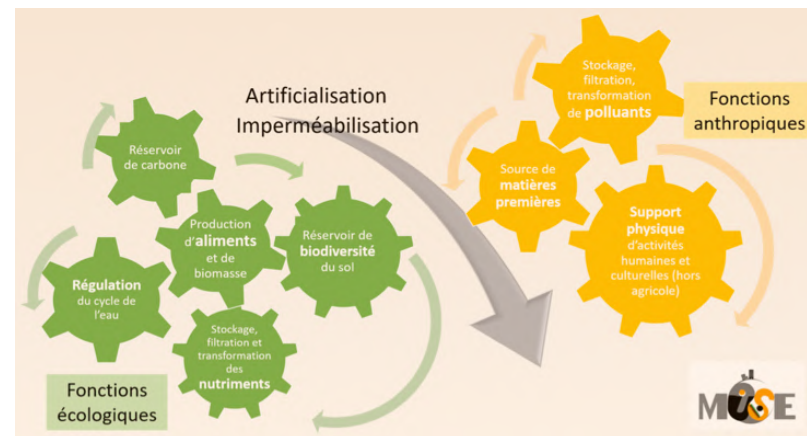 Artificialisation
Imperméabilisation
Réservoir
de carbone
Production
d'aliments
et de
biomasse
Réservoir de
biodiversité
du sol
Régulation
du cycle de
l'eau
Stockage,
filtration et
transformation
des
nutriments
Fonctions
écologiques
Stockage,
filtration,
transformation
de polluants
Source de
matières
premières
Support
physique
d'activités
humaines et
culturelles (hors
agricole)
Fonctions
anthropiques
MUSE